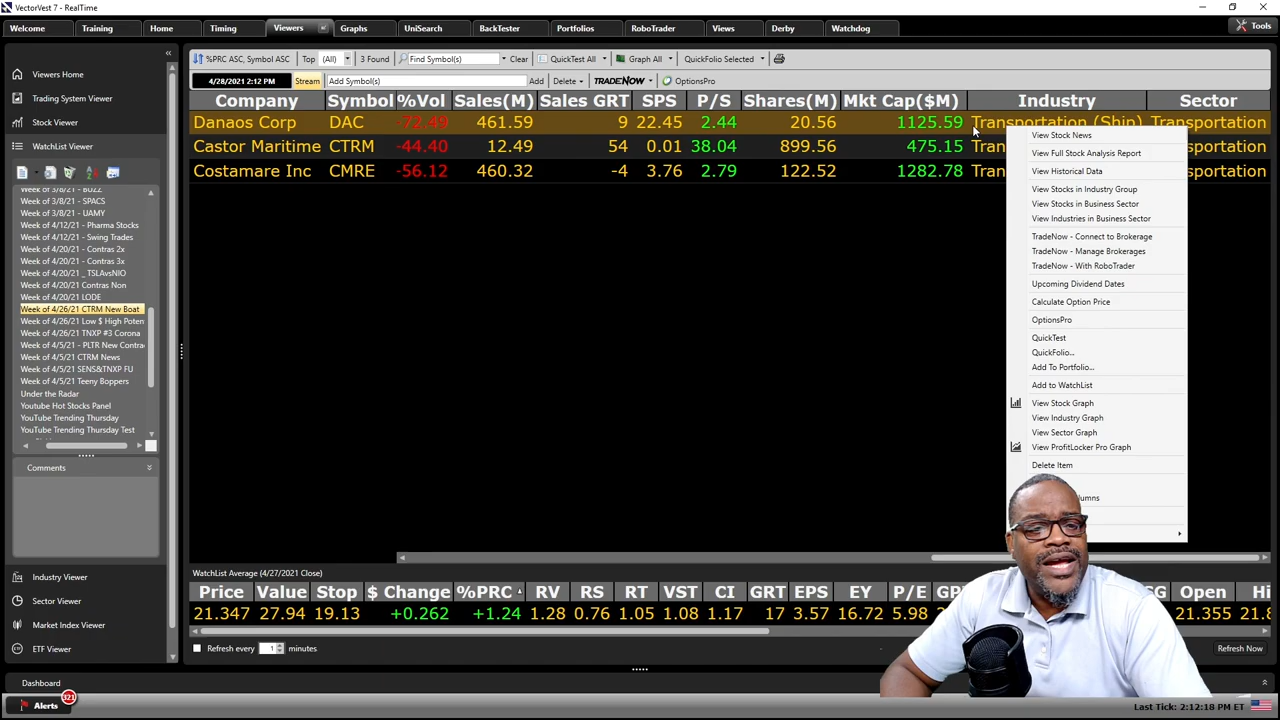 VectorVest 7 - RealTime
Welcome Training Home Timing Viewers Graphs UniSearch BackTester Portfolios RoboTrader Views Derby Watchdog Tools
%PRC ASC, Symbol ASC Top (All) 3 Found Find Symbol(s) Clear QuickTest All Graph All QuickFolio Selected
4/28/2021 2:12 PM Stream Add Symbol(s) Add Delete TRADENOW OptionsPro
Viewers Home
Trading System Viewer
Stock Viewer
WatchList Viewer
Week of 3/8/21 - BUZZ
Week of 3/8/21 - SPACS
Week of 3/8/21 - UAMY
Week of 4/12/21 - Pharma Stocks
Week of 4/12/21 - Swing Trades
Week of 4/20/21 - Contras 2x
Week of 4/20/21 - Contras 3x
Week of 4/20/21 _ TSLAvsNIO
Week of 4/20/21 Contras Non
Week of 4/20/21 LODE
Week of 4/26/21 CTRM New Boat
Week of 4/26/21 Low $ High Poten
Week of 4/26/21 TNXP #3 Corona
Week of 4/5/21 - PLTR New Contra
Week of 4/5/21 CTRM News
Week of 4/5/21 SENS&TNXP FU
Week of 4/5/21 Teeny Boppers
Under the Radar
Youtube Hot Stocks Panel
YouTube Trending Thursday
YouTube Trending Thursday Test
Comments
Industry Viewer
Sector Viewer
Market Index Viewer
ETF Viewer
Company Symbol %Vol Sales(M) Sales GRT SPS P/S Shares(M) Mkt Cap($M) Industry Sector
Danaos Corp DAC -72.49 461.59 9 22.45 2.44 20.56 1125.59 Transportation (Ship) Transportation
Castor Maritime CTRM -44.40 12.49 54 0.01 38.04 899.56 475.15 Tran sportation
Costamare Inc CMRE -56.12 460.32 -4 3.76 2.79 122.52 1282.78 Tran sportation
View Stock News
View Full Stock Analysis Report
View Historical Data
View Stocks in Industry Group
View Stocks in Business Sector
View Industries in Business Sector
TradeNow - Connect to Brokerage
TradeNow - Manage Brokerages
TradeNow - With RoboTrader
Upcoming Dividend Dates
Calculate Option Price
OptionsPro
QuickTest
QuickFolio...
Add To Portfolio...
Add to WatchList
View Stock Graph
View Industry Graph
View Sector Graph
View ProfitLocker Pro Graph
Delete Item
WatchList Average (4/27/2021 Close)
Price Value Stop $ Change %PRC RV RS RT VST CI GRT EPS EY P/E Open
21.347 27.94 19.13 +0.262 +1.24 1.28 0.76 1.05 1.08 1.17 17 3.57 16.72 5.98 21.355
Refresh every 1 minutes Refresh Now
Dashboard
Alerts 321 Last Tick: 2:12:18 PM ET